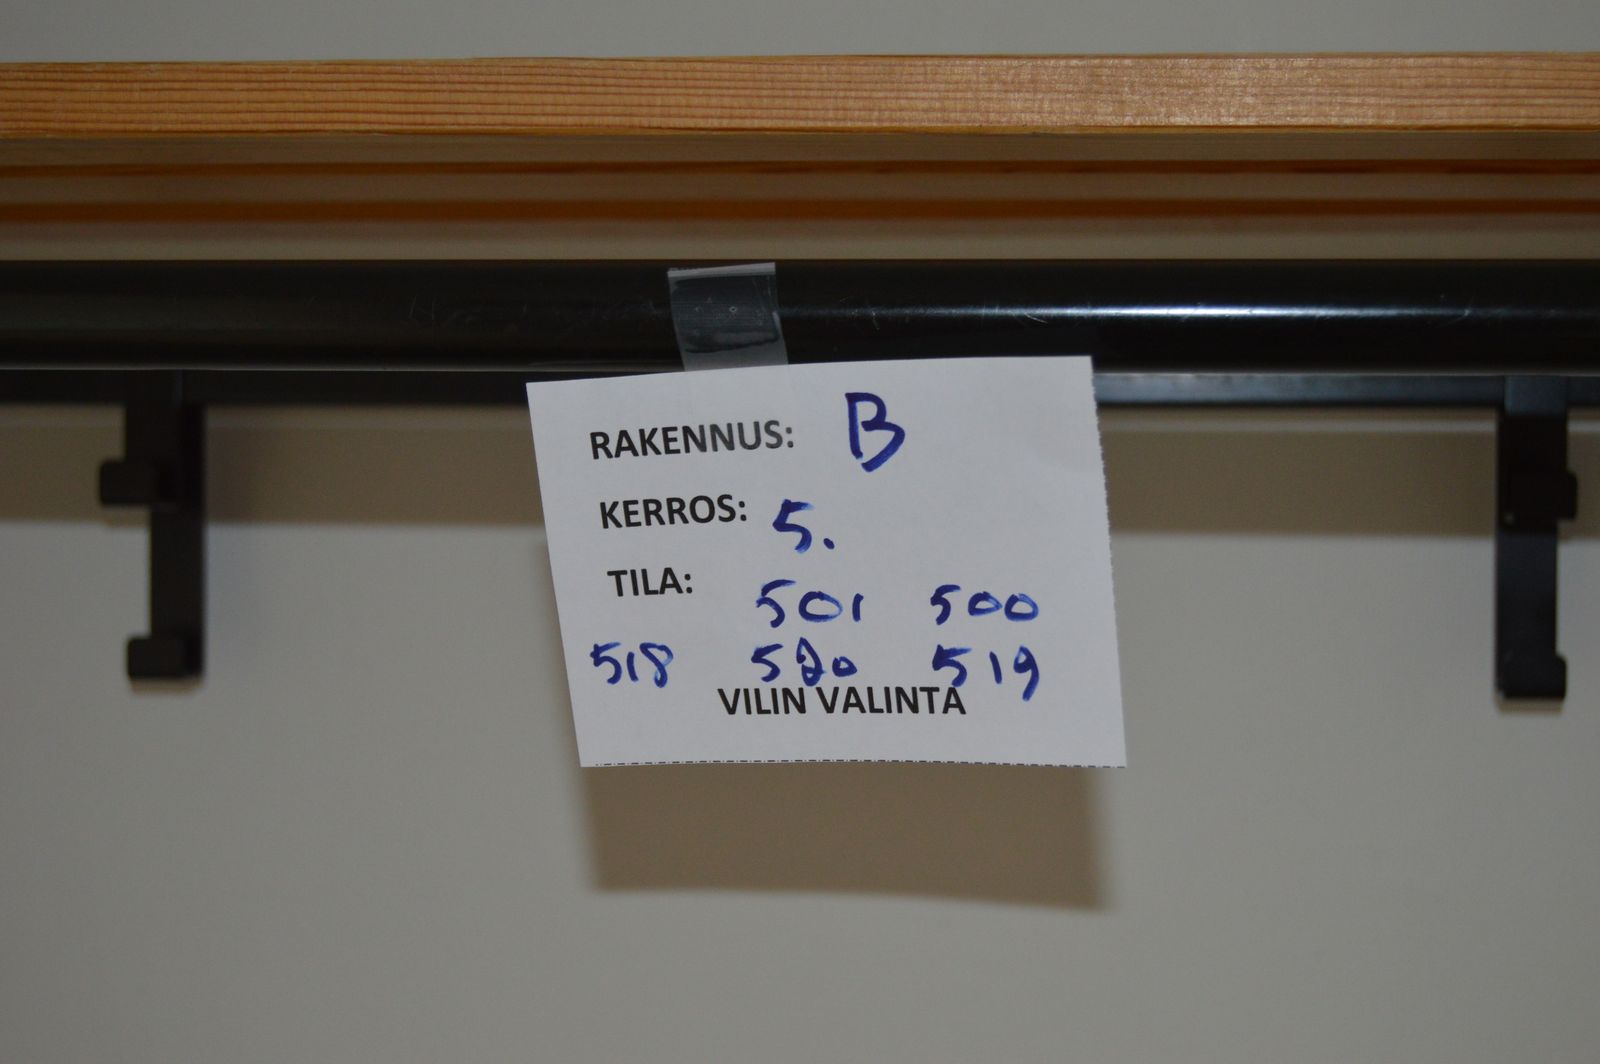 RAKENNUS: B
KERROS: 5.
TILA: 501 500
518 520 519
VILIN VALINTA